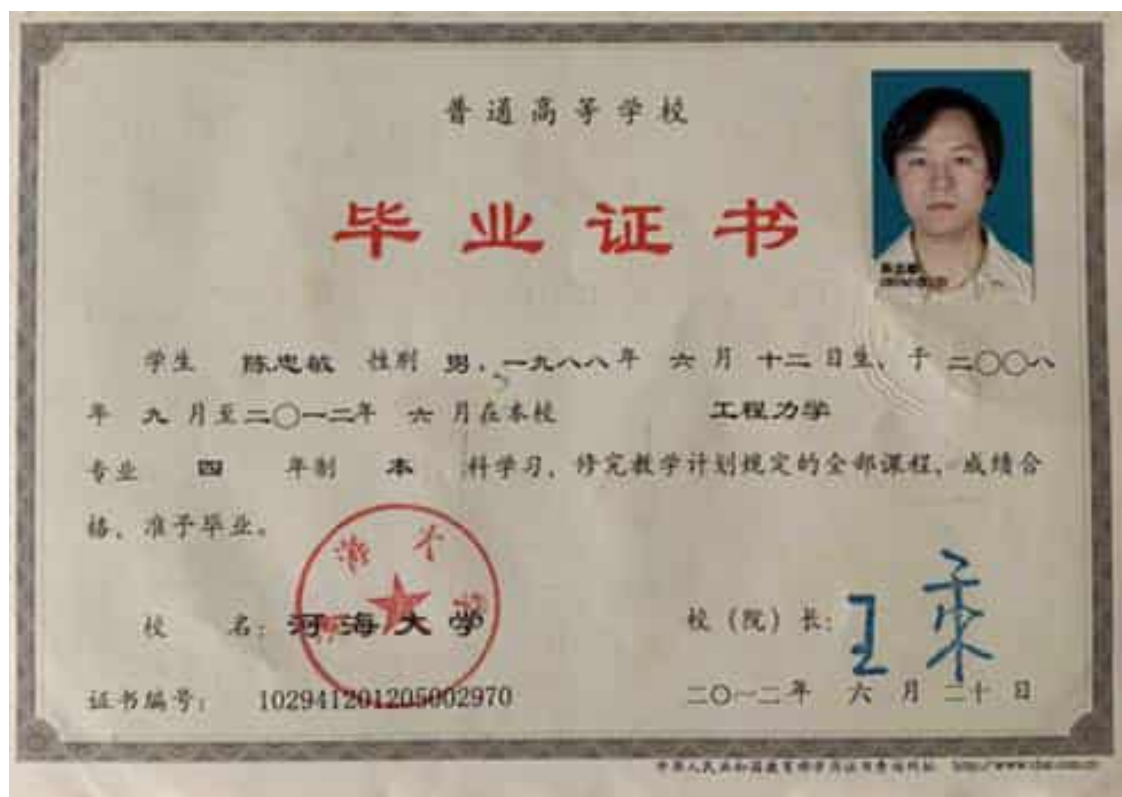 普通高等学校
毕业证书
学生 陈忠敏 性别 男，一九八八年 六 月 十二 日生、于 二〇〇八
年 九 月至二〇一二年 六 月在本校 工程力学
专业 四 年制 本 科学习，修完教学计划规定的全部课程，成绩合
格，准予毕业。
校 名：河海大学
校（院）长：王乘
证书编号： 102941201205002970
二〇一二年 六 月 二十 日